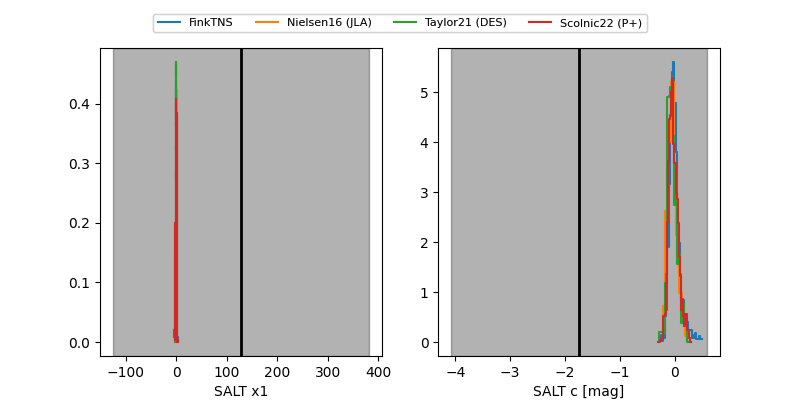 FinkTNS Nielsen16 (JLA) Taylor21 (DES) Scolnic22 (P+)
0.4
0.3
0.2
0.1
0.0
−100 0 100 200 300 400
SALT x1
5
4
3
2
1
0
−4 −3 −2 −1 0
SALT c [mag]